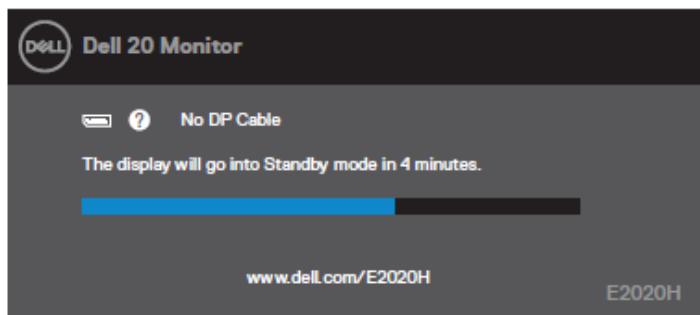 DELL Dell 20 Monitor
? No DP Cable
The display will go into Standby mode in 4 minutes.
www.dell.com/E2020H
E2020H